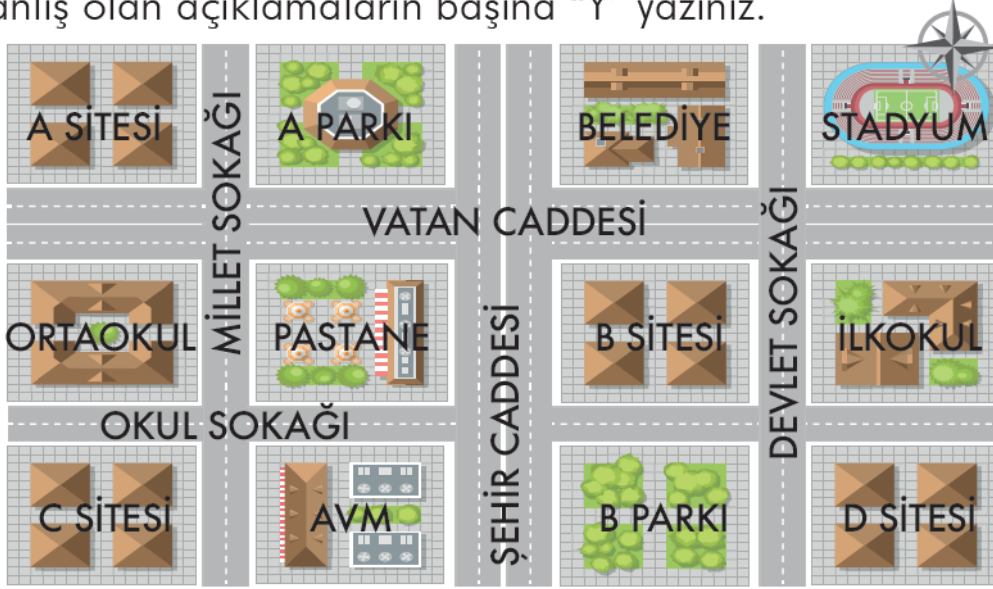 anlış olan açıklamaların başına "Y" yazınız.
A SİTESİ
MİLLET SOKAĞI
A PARKI
BELEDİYE
STADYUM
VATAN CADDESİ
DEVLET SOKAĞI
ORTAOKUL
PASTANE
ŞEHİR CADDESİ
B SİTESİ
İLKOKUL
OKUL SOKAĞI
C SİTESİ
AVM
B PARKI
D SİTESİ